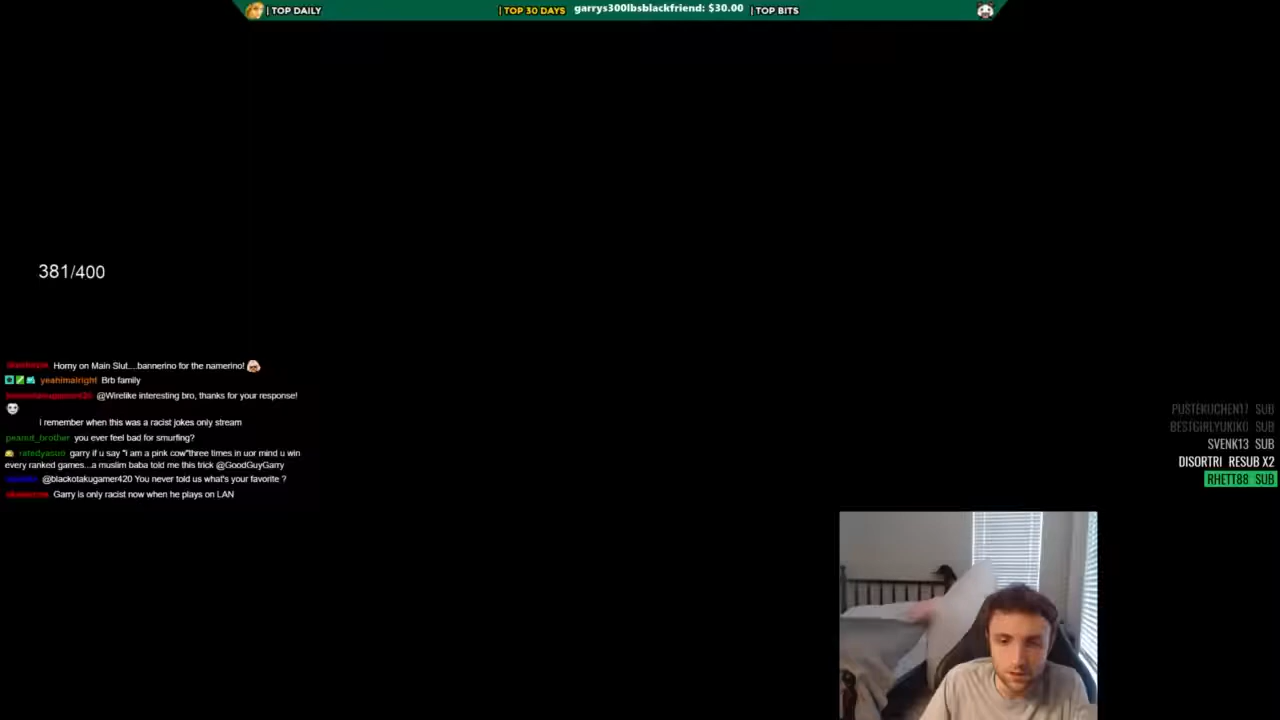 | TOP DAILY
| TOP 30 DAYS garrys300lbsblackfriend: $30.00 | TOP BITS
381/400
Horny on Main Slut....bannerino for the namerino!
yeahimalright Brb family
@Wirelike interesting bro, thanks for your response!
i remember when this was a racist jokes only stream
you ever feel bad for smurfing?
ratedyasuo garry if u say "i am a pink cow"three times in uor mind u win
every ranked games...a muslim baba told me this trick @GoodGuyGarry
@blackotakugamer420 You never told us what's your favorite ?
Garry is only racist now when he plays on LAN
PUSTEKUCHEN17 SUB
BESTGIRLYUKIKO SUB
SVENK13 SUB
DISORTRI RESUB X2
RHETT88 SUB